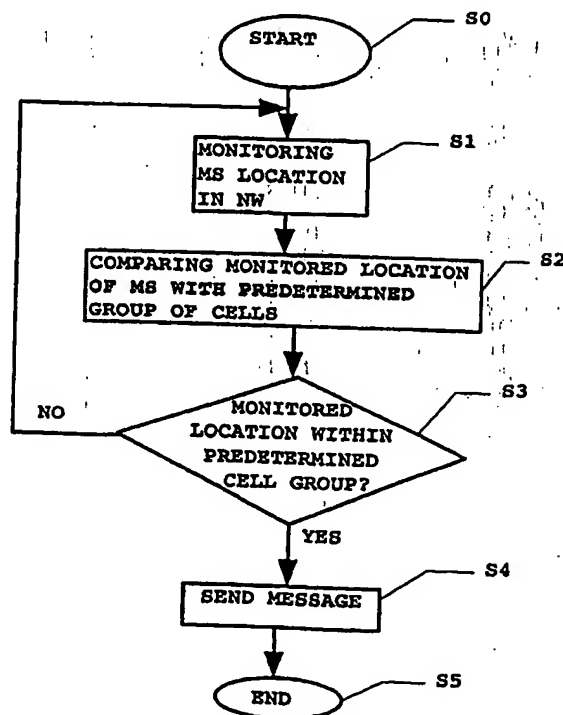 START
S0
MONITORING
MS LOCATION
IN NW
S1
COMPARING MONITORED LOCATION
OF MS WITH PREDETERMINED
GROUP OF CELLS
S2
MONITORED
LOCATION WITHIN
PREDETERMINED
CELL GROUP?
S3
NO
YES
SEND MESSAGE
S4
END
S5